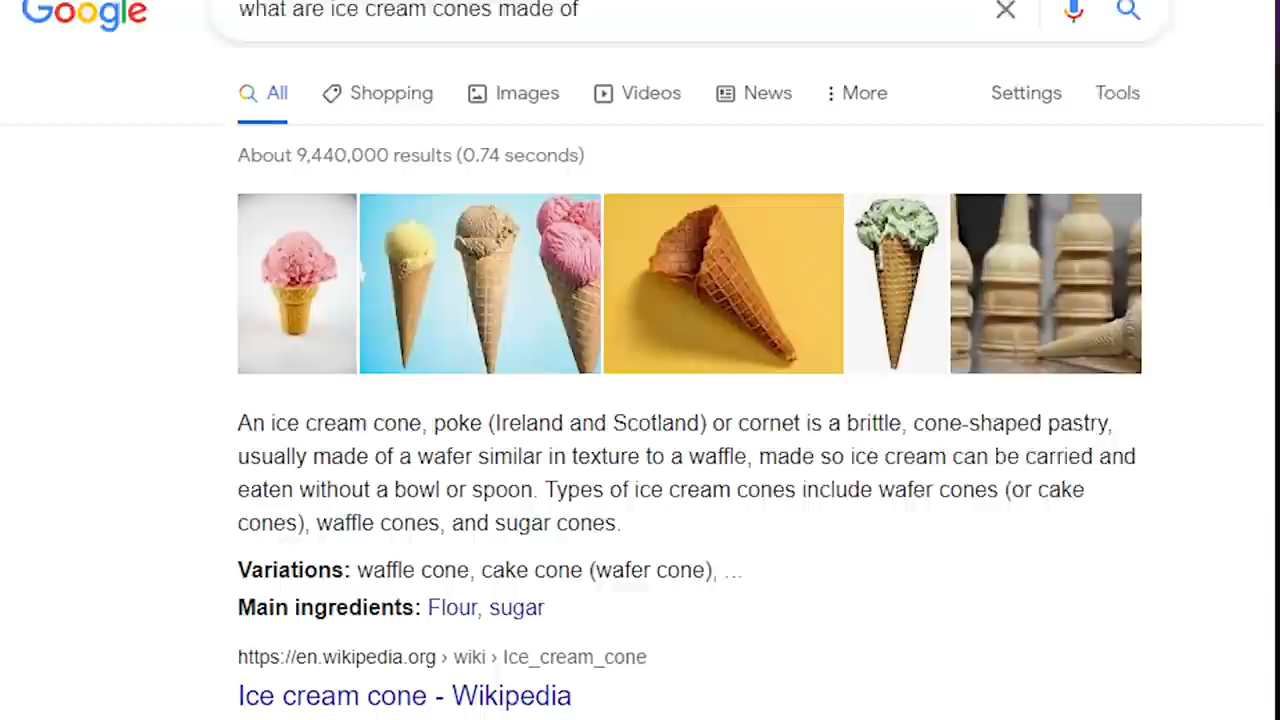 Google
what are ice cream cones made of
All Shopping Images Videos News More Settings Tools
About 9,440,000 results (0.74 seconds)
An ice cream cone, poke (Ireland and Scotland) or cornet is a brittle, cone-shaped pastry,
usually made of a wafer similar in texture to a waffle, made so ice cream can be carried and
eaten without a bowl or spoon. Types of ice cream cones include wafer cones (or cake
cones), waffle cones, and sugar cones.
Variations: waffle cone, cake cone (wafer cone), ...
Main ingredients: Flour, sugar
https://en.wikipedia.org › wiki › Ice_cream_cone
Ice cream cone - Wikipedia